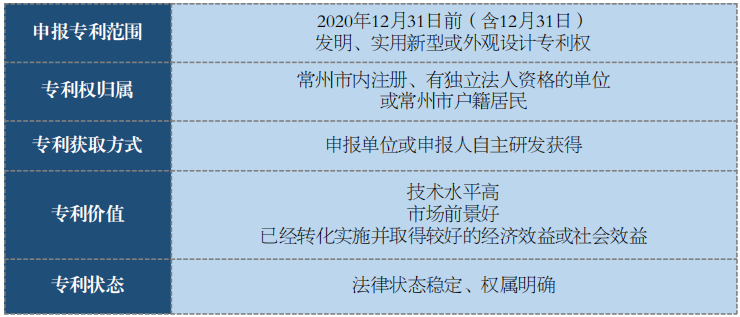 申报专利范围
2020年12月31日前（含12月31日）
发明、实用新型或外观设计专利权
专利权归属
常州市内注册、有独立法人资格的单位
或常州市户籍居民
专利获取方式
申报单位或申报人自主研发获得
专利价值
技术水平高
市场前景好
已经转化实施并取得较好的经济效益或社会效益
专利状态
法律状态稳定、权属明确